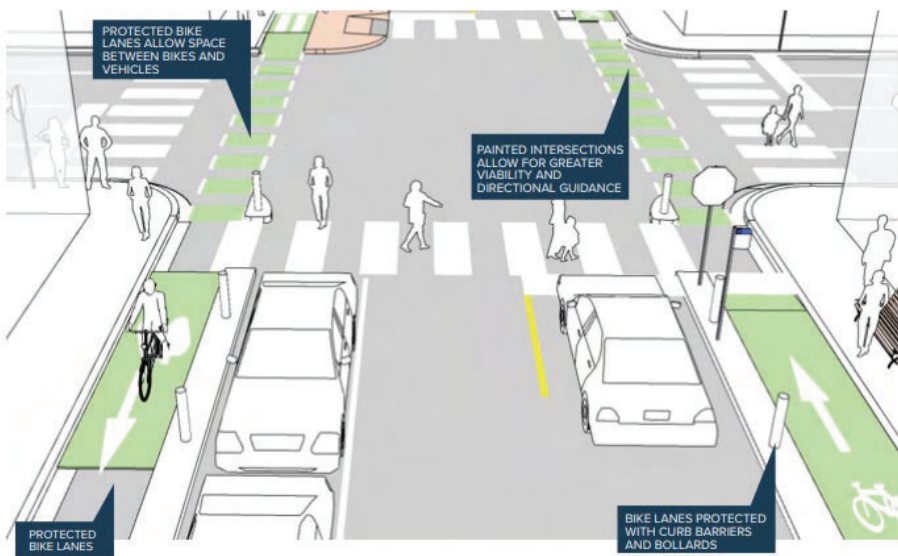 PROTECTED BIKE
LANES ALLOW SPACE
BETWEEN BIKES AND
VEHICLES
PAINTED INTERSECTIONS
ALLOW FOR GREATER
VIABILITY AND
DIRECTIONAL GUIDANCE
PROTECTED
BIKE LANES
BIKE LANES PROTECTED
WITH CURB BARRIERS
AND BOLLARDS